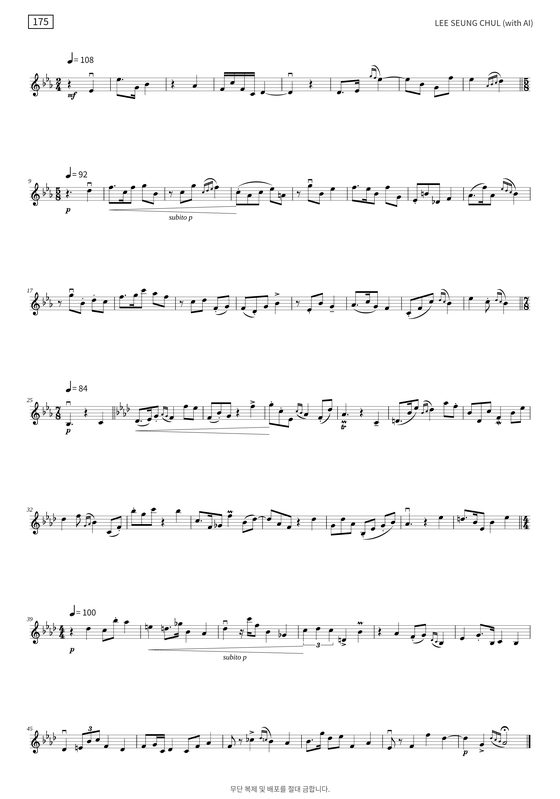 175
LEE SEUNG CHUL (with AI)
= 108
mf
9
= 92
p
subito p
17
25
= 84
p
tr
32
39
= 100
p
subito p
3
45
3
p
무단 복제 및 배포를 절대 금합니다.